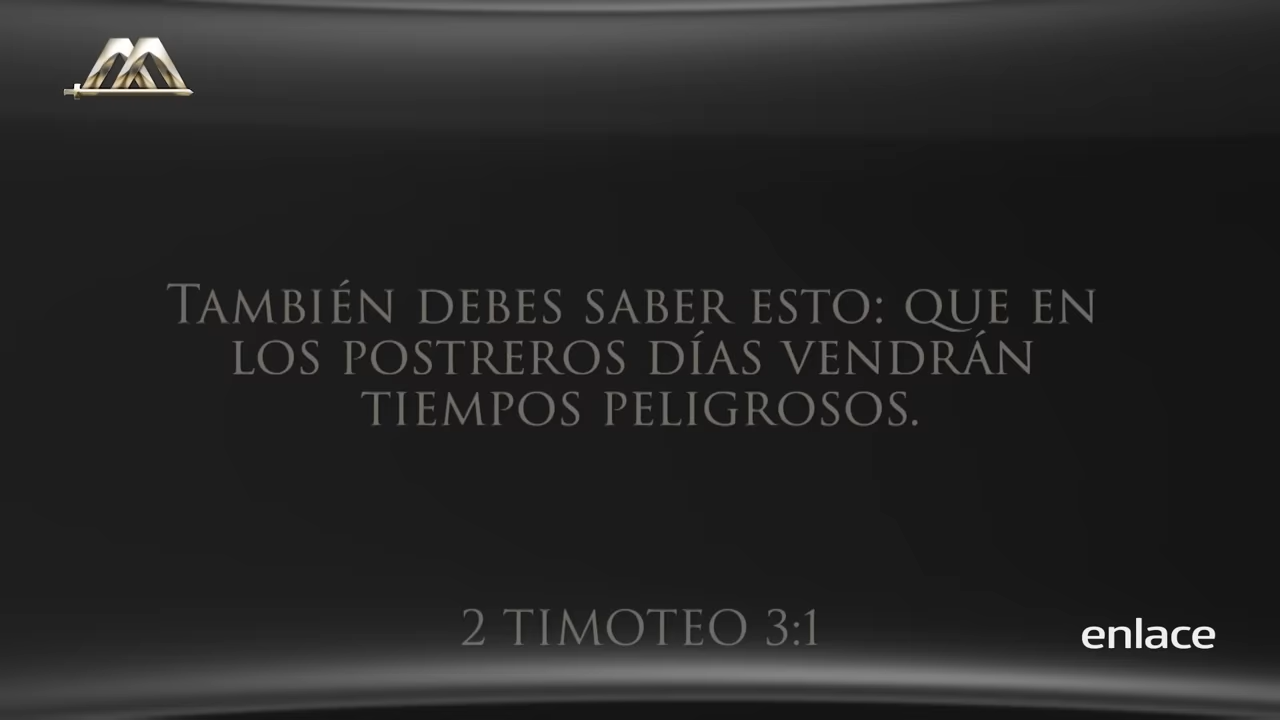 También debes saber esto: que en
los postreros días vendrán
tiempos peligrosos.
2 TIMOTEO 3:1
enlace